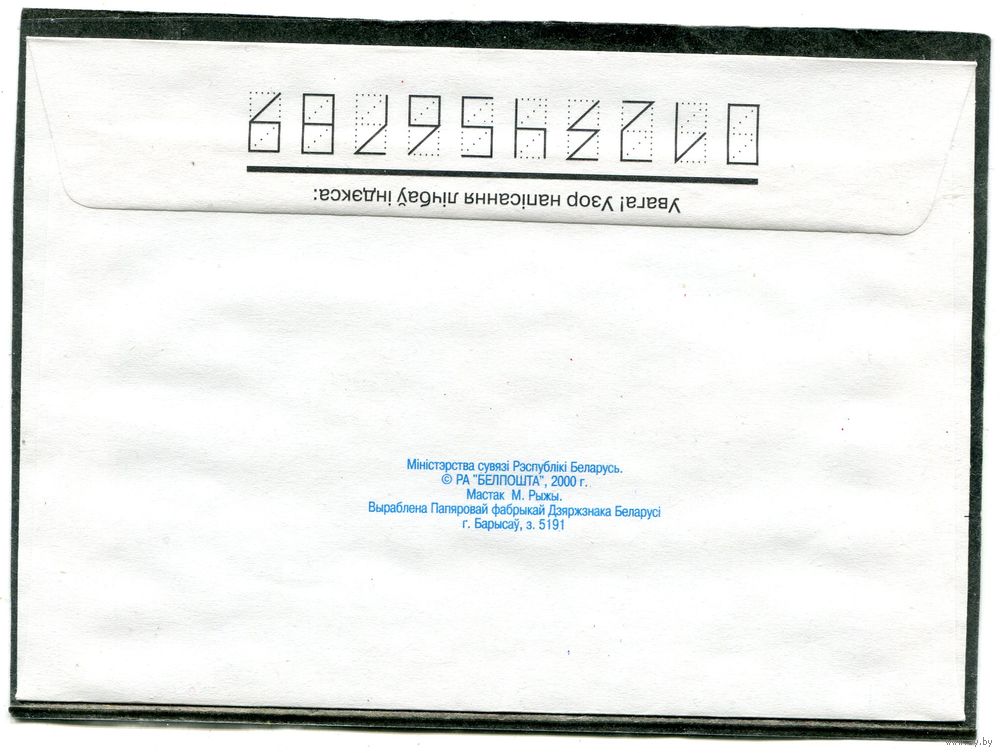 Увага! Узор напісання лічбаў індэкса:
0123456789
Міністэрства сувязі Рэспублікі Беларусь.
© РА "БЕЛПОШТА", 2000 г.
Мастак М. Рыжы.
Выраблена Папяровай фабрыкай Дзяржзнака Беларусі
г. Барысаў, з. 5191